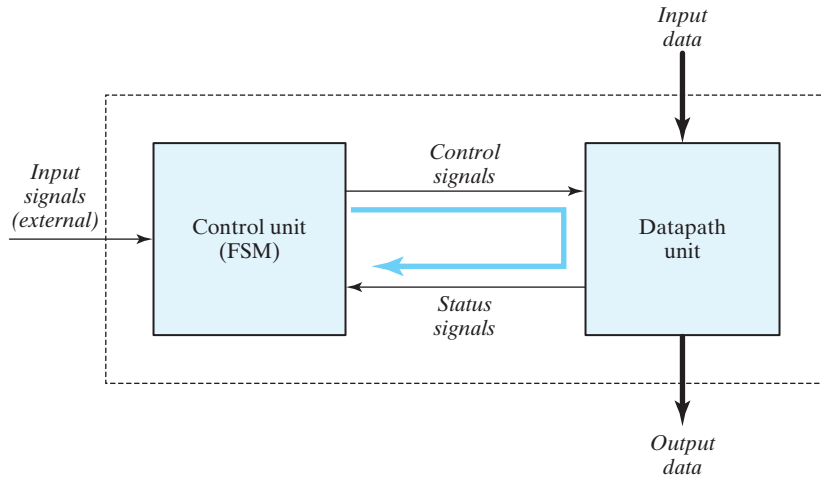 Input
data
Control
signals
Input
signals
(external)
Control unit
(FSM)
Datapath
unit
Status
signals
Output
data